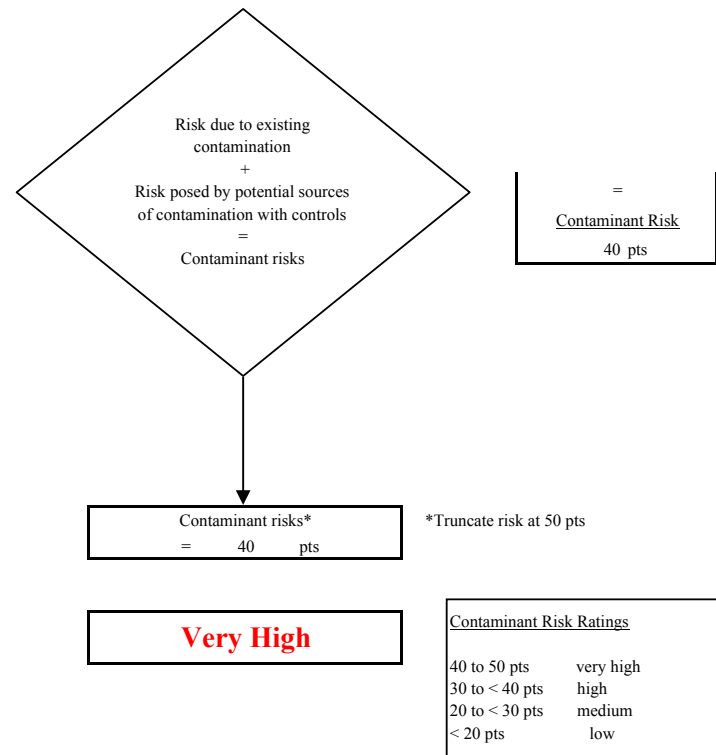 Risk due to existing
contamination
+
Risk posed by potential sources
of contamination with controls
=
Contaminant risks
=
Contaminant Risk
40 pts
Contaminant risks*
= 40 pts
*Truncate risk at 50 pts
Very High
Contaminant Risk Ratings
40 to 50 pts very high
30 to < 40 pts high
20 to < 30 pts medium
< 20 pts low